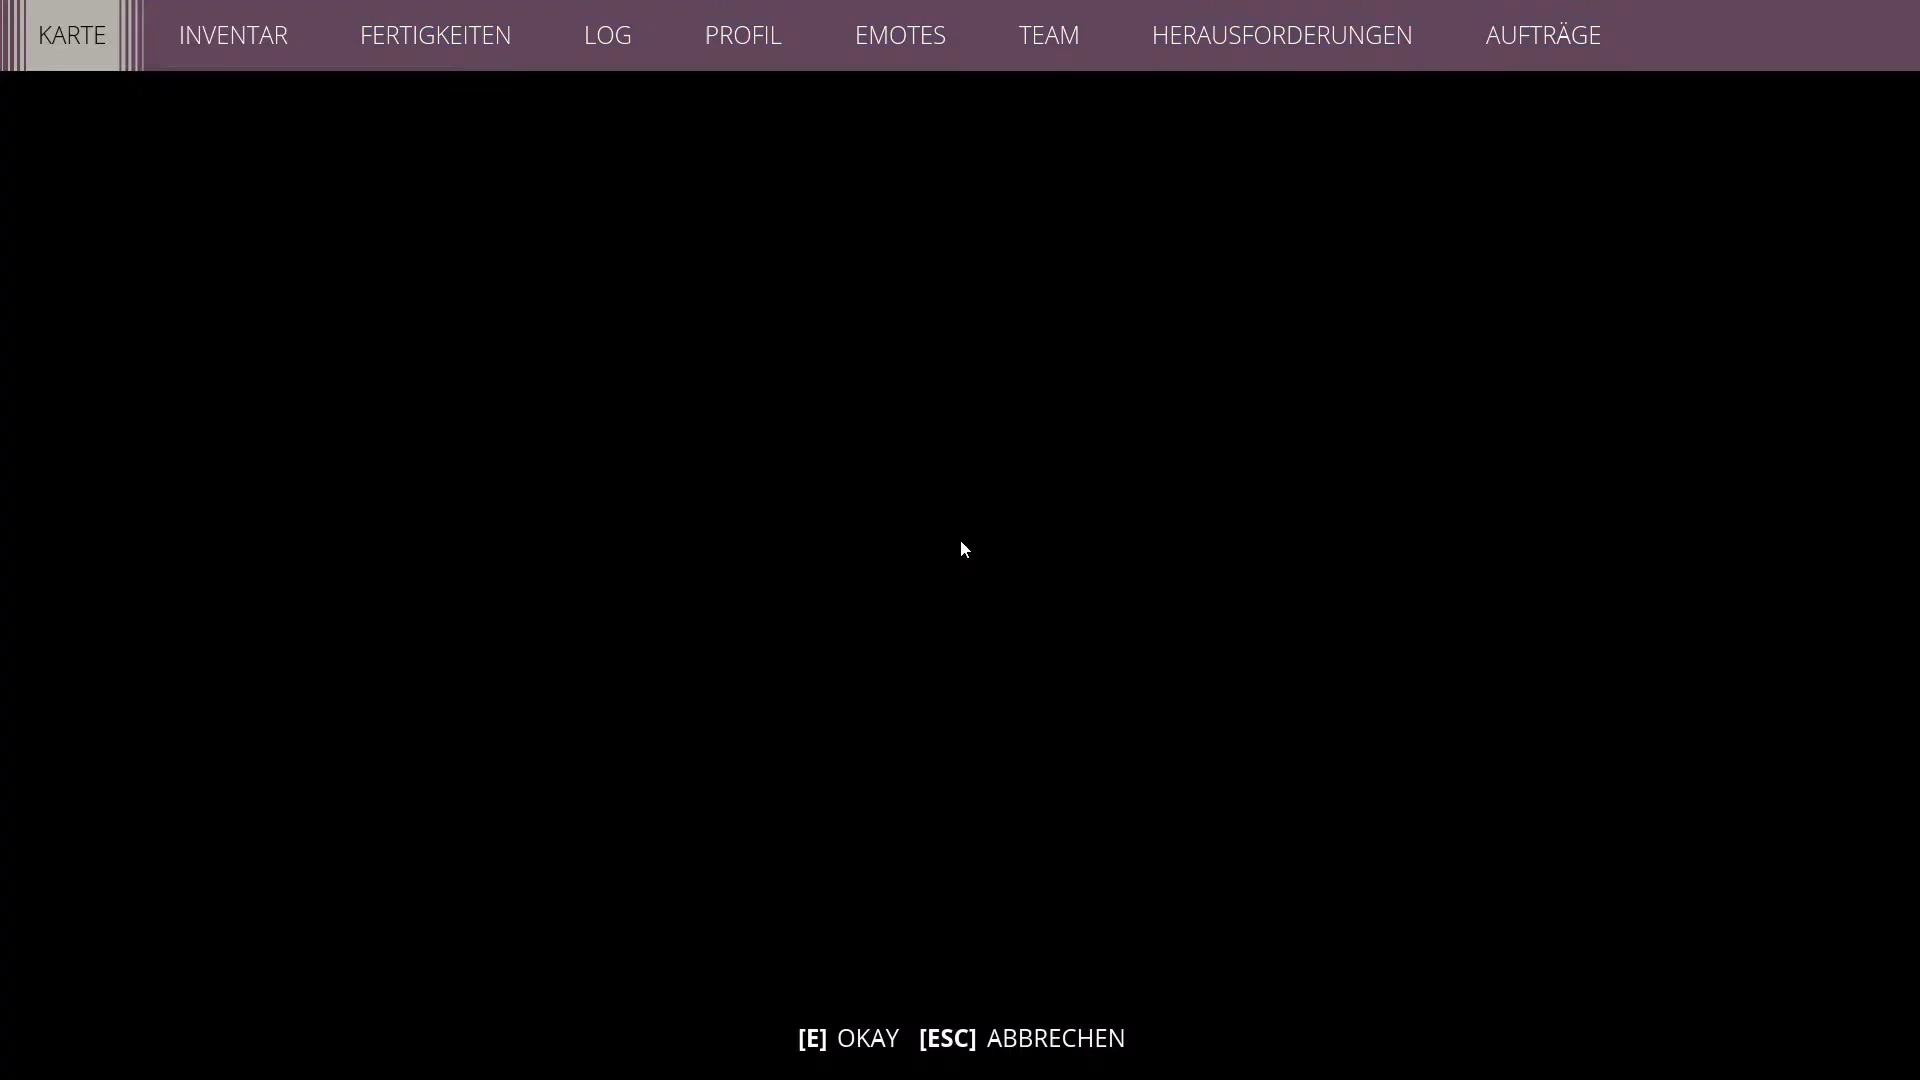 KARTE INVENTAR FERTIGKEITEN LOG PROFIL EMOTES TEAM HERAUSFORDERUNGEN AUFTRÄGE
[E] OKAY [ESC] ABBRECHEN